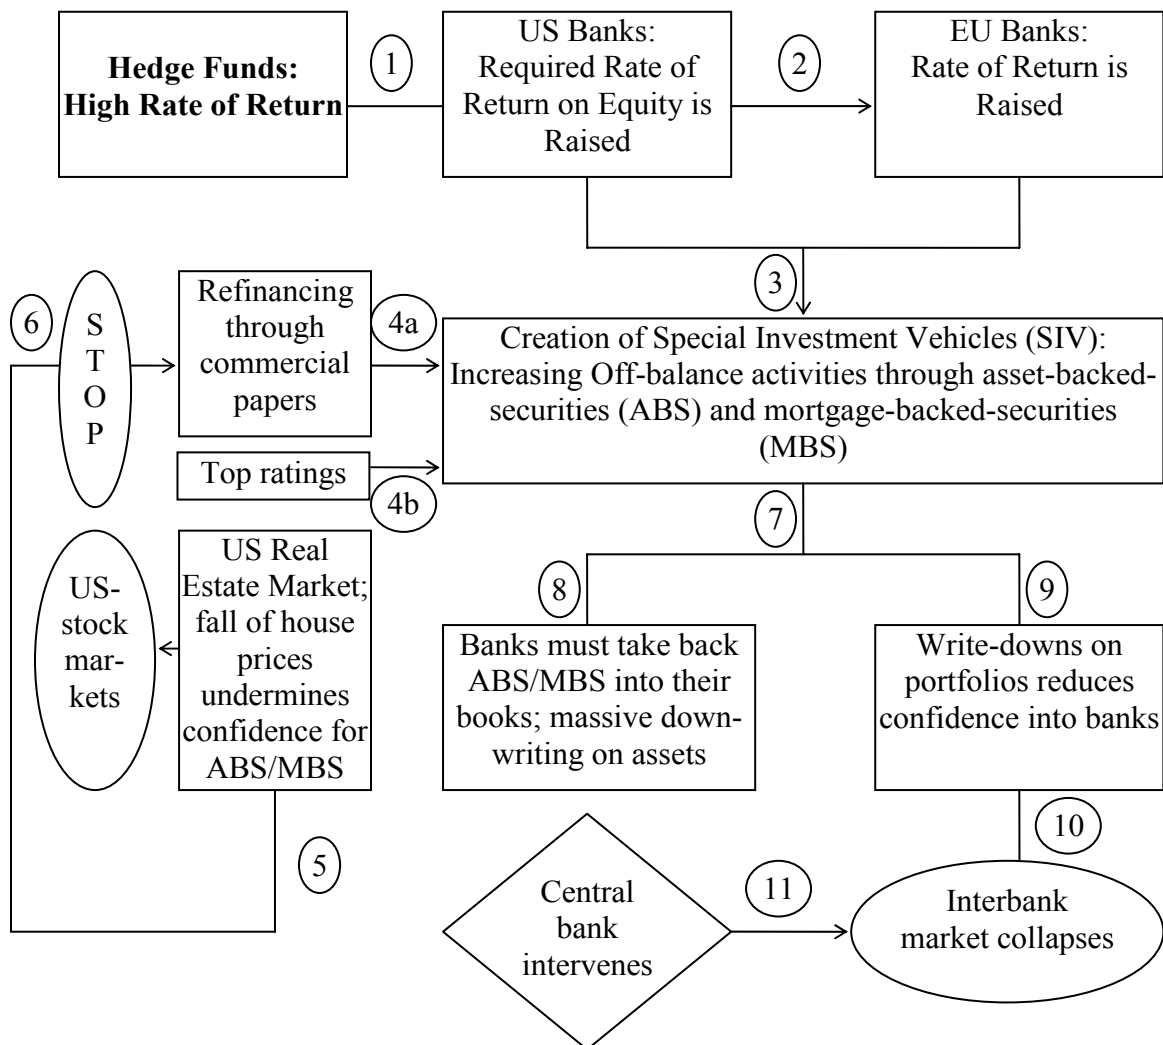 Hedge Funds:
High Rate of Return
1
US Banks:
Required Rate of
Return on Equity is
Raised
2
EU Banks:
Rate of Return is
Raised
3
6
S
T
O
P
Refinancing
through
commercial
papers
4a
Creation of Special Investment Vehicles (SIV):
Increasing Off-balance activities through asset-backed-
securities (ABS) and mortgage-backed-securities
(MBS)
Top ratings
4b
7
US-
stock
mar-
kets
US Real
Estate Market;
fall of house
prices
undermines
confidence for
ABS/MBS
8
Banks must take back
ABS/MBS into their
books; massive down-
writing on assets
9
Write-downs on
portfolios reduces
confidence into banks
10
5
Central
bank
intervenes
11
Interbank
market collapses